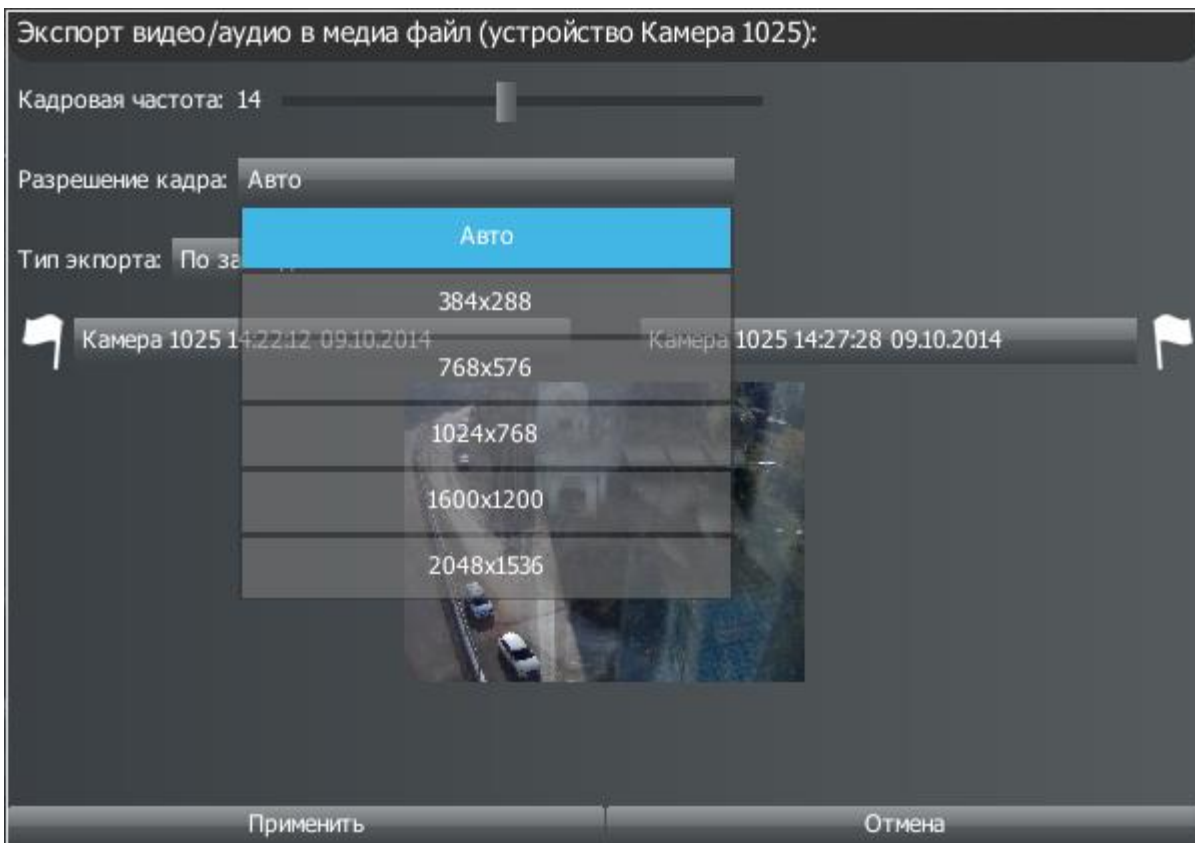 Экспорт видео/аудио в медиа файл (устройство Камера 1025):
Кадровая частота: 14
Разрешение кадра: Авто
Авто
Тип экпорта: По
384x288
Камера 1025 14:22:12 09.10.2014
Камера 1025 14:27:28 09.10.2014
768x576
1024x768
1600x1200
2048x1536
Применить
Отмена